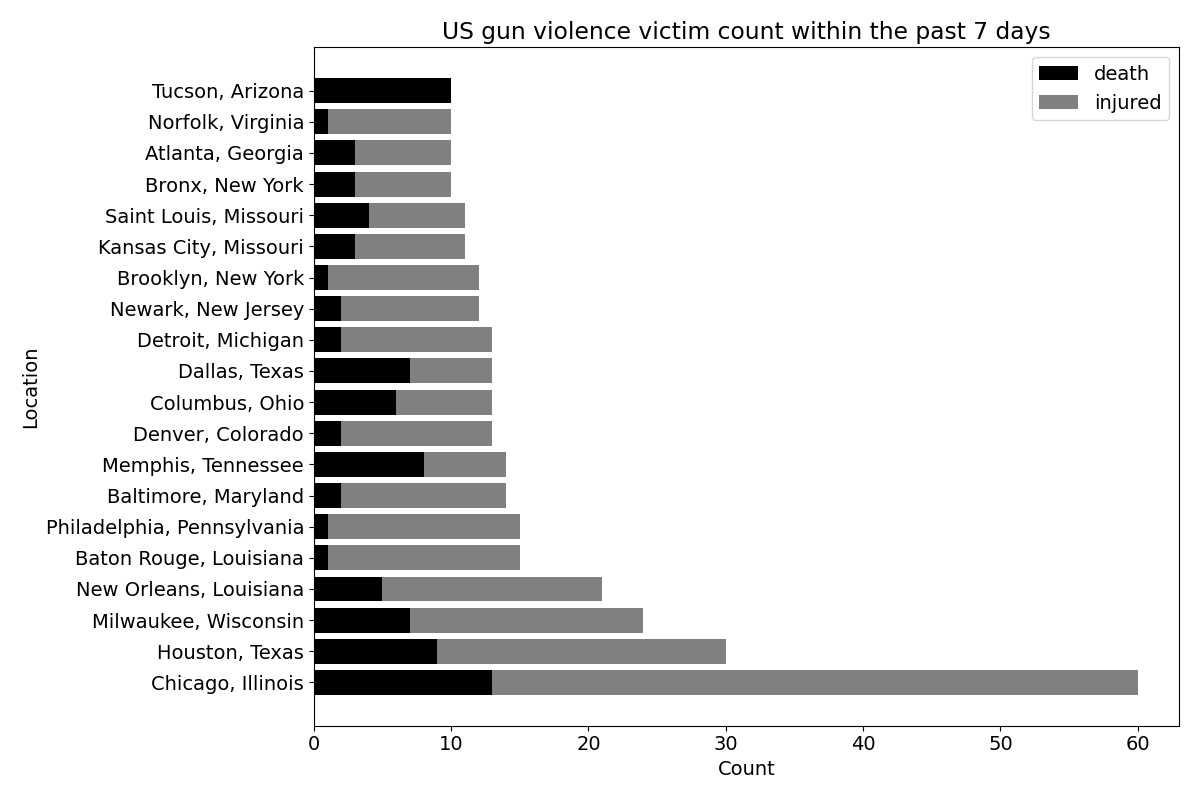 US gun violence victim count within the past 7 days
death
injured
Location
Tucson, Arizona
Norfolk, Virginia
Atlanta, Georgia
Bronx, New York
Saint Louis, Missouri
Kansas City, Missouri
Brooklyn, New York
Newark, New Jersey
Detroit, Michigan
Dallas, Texas
Columbus, Ohio
Denver, Colorado
Memphis, Tennessee
Baltimore, Maryland
Philadelphia, Pennsylvania
Baton Rouge, Louisiana
New Orleans, Louisiana
Milwaukee, Wisconsin
Houston, Texas
Chicago, Illinois
0 10 20 30 40 50 60
Count